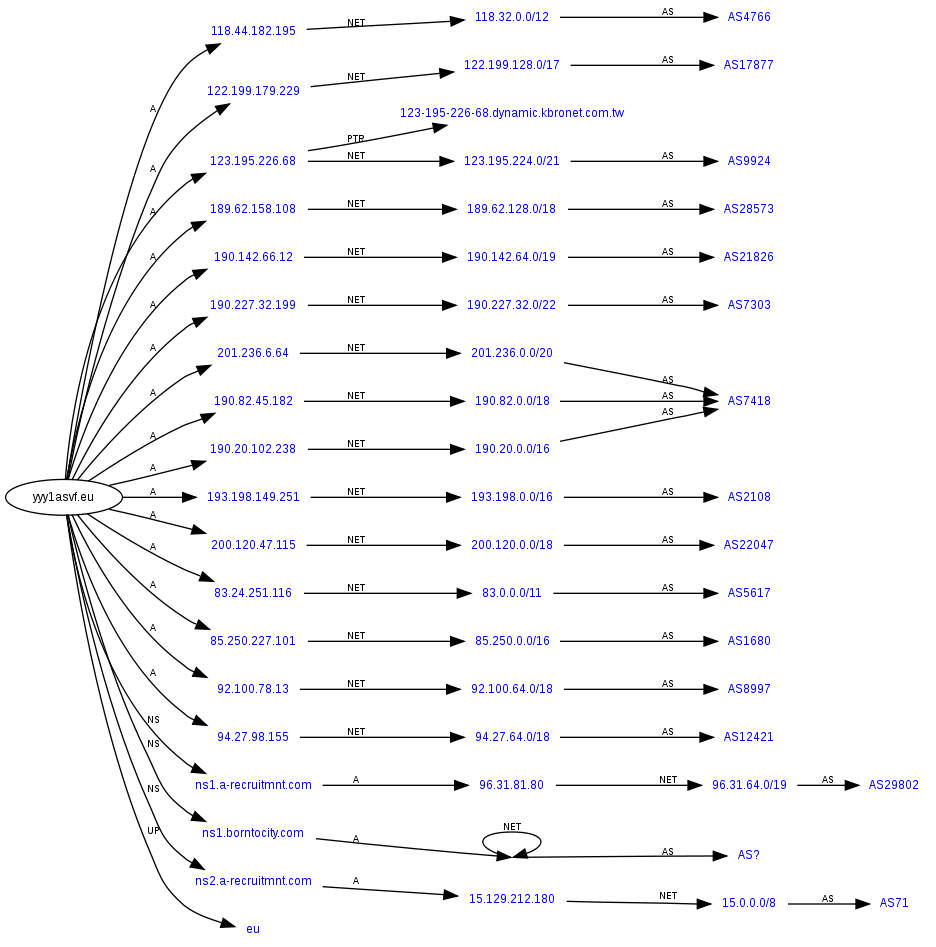 118.44.182.195 NET 118.32.0.0/12 AS AS4766
A
122.199.179.229 NET 122.199.128.0/17 AS AS17877
A
123-195-226-68.dynamic.kbronet.com.tw
PTR
123.195.226.68 NET 123.195.224.0/21 AS AS9924
A
189.62.158.108 NET 189.62.128.0/18 AS AS28573
A
190.142.66.12 NET 190.142.64.0/19 AS AS21826
A
190.227.32.199 NET 190.227.32.0/22 AS AS7303
A
201.236.6.64 NET 201.236.0.0/20 AS
A
190.82.45.182 NET 190.82.0.0/18 AS AS7418
A
190.20.102.238 NET 190.20.0.0/16 AS
A
yyy1asvf.eu A 193.198.149.251 NET 193.198.0.0/16 AS AS2108
A
200.120.47.115 NET 200.120.0.0/18 AS AS22047
A
83.24.251.116 NET 83.0.0.0/11 AS AS5617
A
85.250.227.101 NET 85.250.0.0/16 AS AS1680
A
92.100.78.13 NET 92.100.64.0/18 AS AS8997
A
94.27.98.155 NET 94.27.64.0/18 AS AS12421
NS
ns1.a-recruitmnt.com A 96.31.81.80 NET 96.31.64.0/19 AS AS29802
NS
ns1.borntocity.com A NET AS AS?
NS
ns2.a-recruitmnt.com A 15.129.212.180 NET 15.0.0.0/8 AS AS71
UP
eu